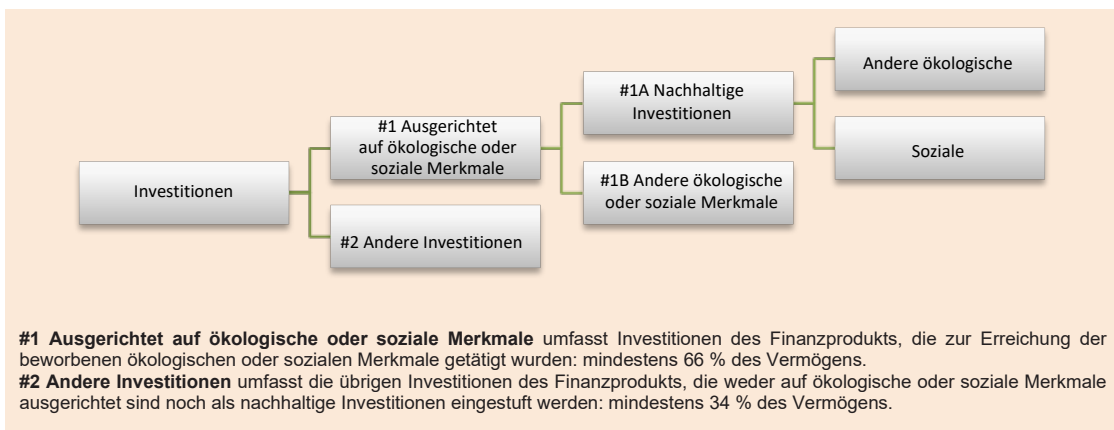 Investitionen
#1 Ausgerichtet
auf ökologische oder
soziale Merkmale
#2 Andere Investitionen
#1A Nachhaltige
Investitionen
#1B Andere ökologische
oder soziale Merkmale
Andere ökologische
Soziale
#1 Ausgerichtet auf ökologische oder soziale Merkmale umfasst Investitionen des Finanzprodukts, die zur Erreichung der
beworbenen ökologischen oder sozialen Merkmale getätigt wurden: mindestens 66 % des Vermögens.
#2 Andere Investitionen umfasst die übrigen Investitionen des Finanzprodukts, die weder auf ökologische oder soziale Merkmale
ausgerichtet sind noch als nachhaltige Investitionen eingestuft werden: mindestens 34 % des Vermögens.